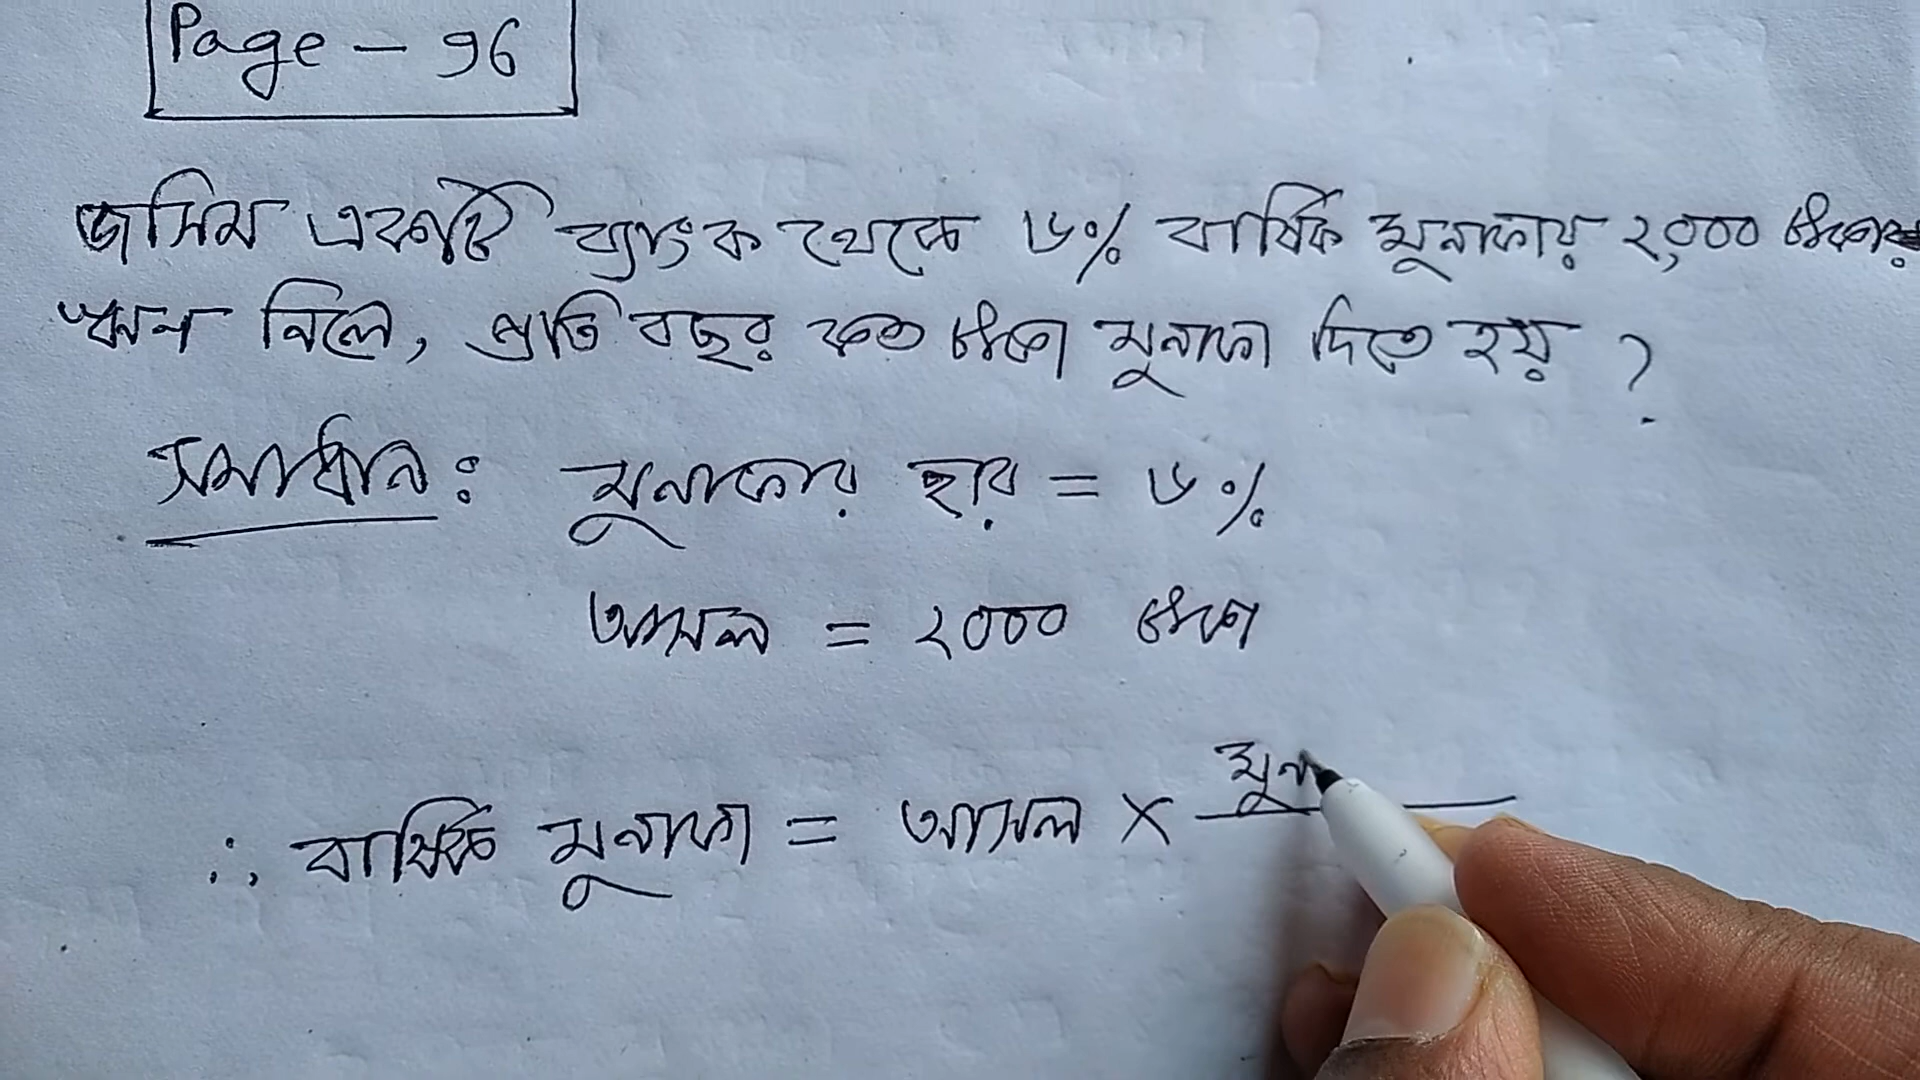 Page - 96
জসিম একটি ব্যাংক থেকে ৬% বার্ষিক মুনাফায় ২,০০০ টাকার
ঋণ নিলে, প্রতি বছর কত টাকা মুনাফা দিতে হয় ?
সমাধান : মুনাফার হার = ৬%
আসল = ২০০০ টাকা
∴ বার্ষিক মুনাফা = আসল × মুন